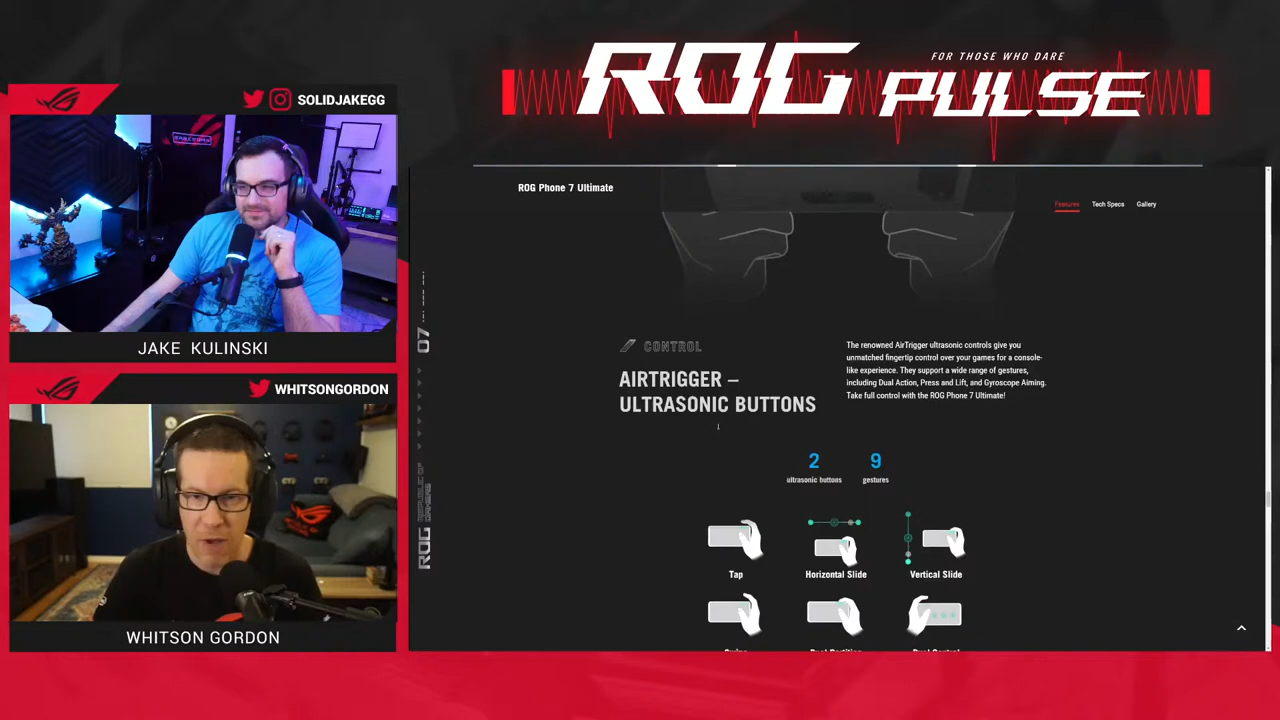 ROG PULSE
FOR THOSE WHO DARE
SOLIDJAKEGG
JAKE KULINSKI
WHITSONGORDON
WHITSON GORDON
ROG Phone 7 Ultimate
Features
Tech Specs
Gallery
07
ROG REPUBLIC OF
GAMERS
CONTROL
AIRTRIGGER –
ULTRASONIC BUTTONS
The renowned AirTrigger ultrasonic controls give you
unmatched fingertip control over your games for a console-
like experience. They support a wide range of gestures,
including Dual Action, Press and Lift, and Gyroscope Aiming.
Take full control with the ROG Phone 7 Ultimate!
2
ultrasonic buttons
9
gestures
Tap
Horizontal Slide
Vertical Slide